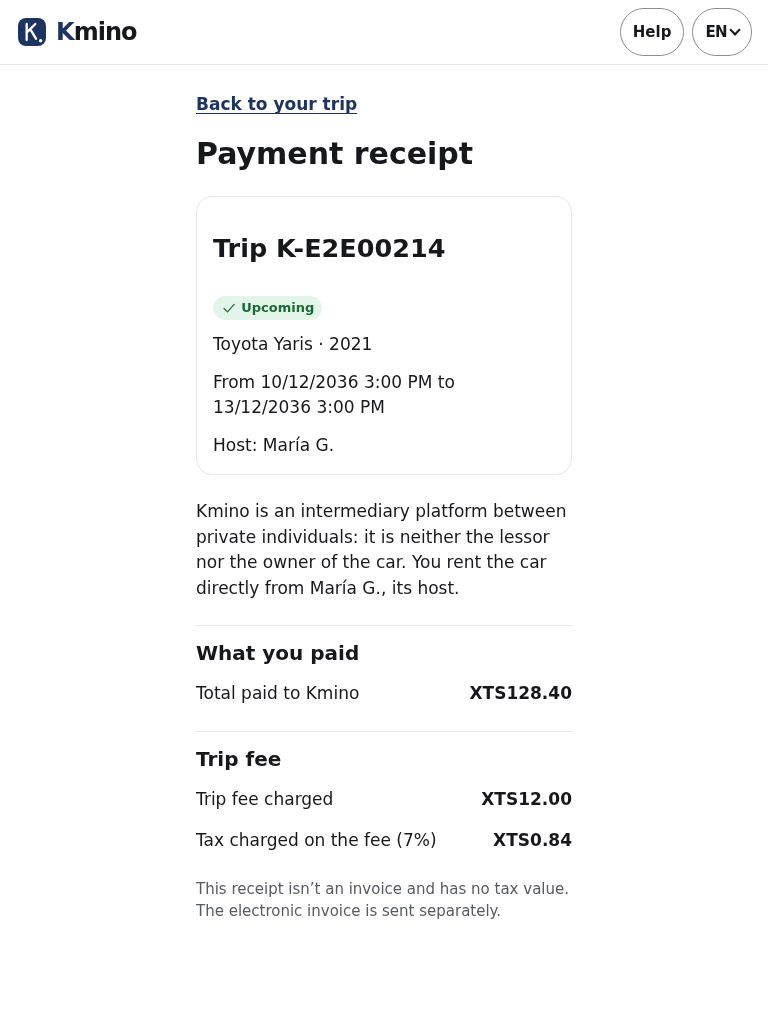 Kmino
Help
EN
Back to your trip
Payment receipt
Trip K-E2E00214
Upcoming
Toyota Yaris · 2021
From 10/12/2036 3:00 PM to
13/12/2036 3:00 PM
Host: María G.
Kmino is an intermediary platform between
private individuals: it is neither the lessor
nor the owner of the car. You rent the car
directly from María G., its host.
What you paid
Total paid to Kmino XTS128.40
Trip fee
Trip fee charged XTS12.00
Tax charged on the fee (7%) XTS0.84
This receipt isn’t an invoice and has no tax value.
The electronic invoice is sent separately.